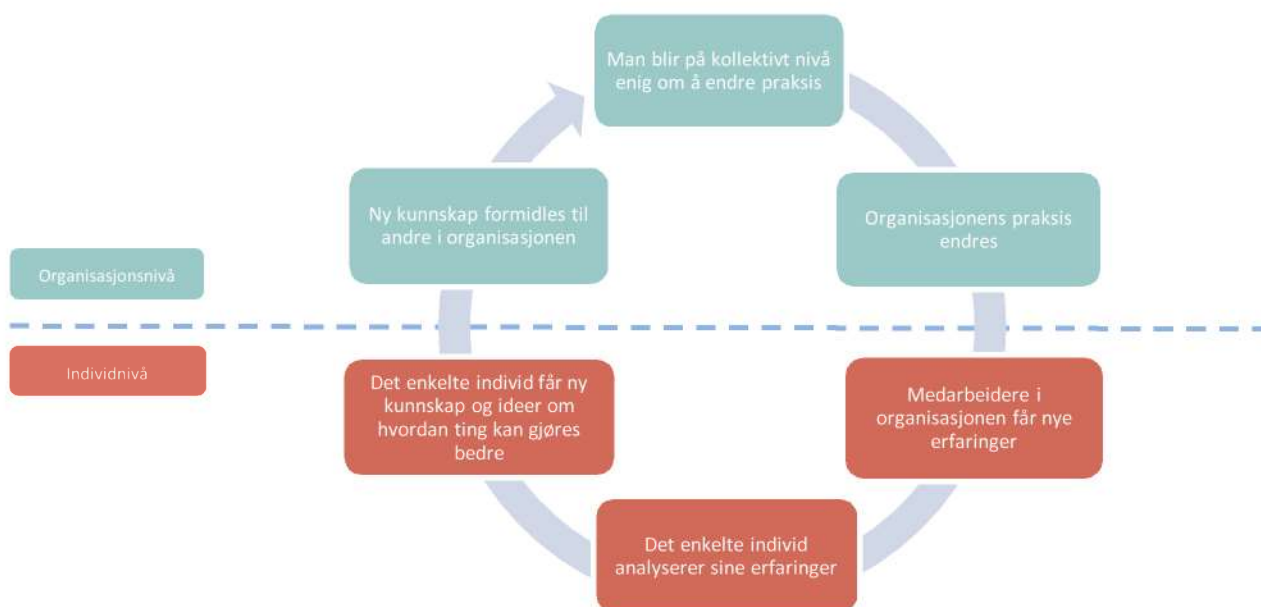 Man blir på kollektivt nivå
enig om å endre praksis
Ny kunnskap formidles til
andre i organisasjonen
Organisasjonens praksis
endres
Organisasjonsnivå
Individnivå
Det enkelte individ får ny
kunnskap og ideer om
hvordan ting kan gjøres
bedre
Medarbeidere i
organisasjonen får nye
erfaringer
Det enkelte individ
analyserer sine erfaringer